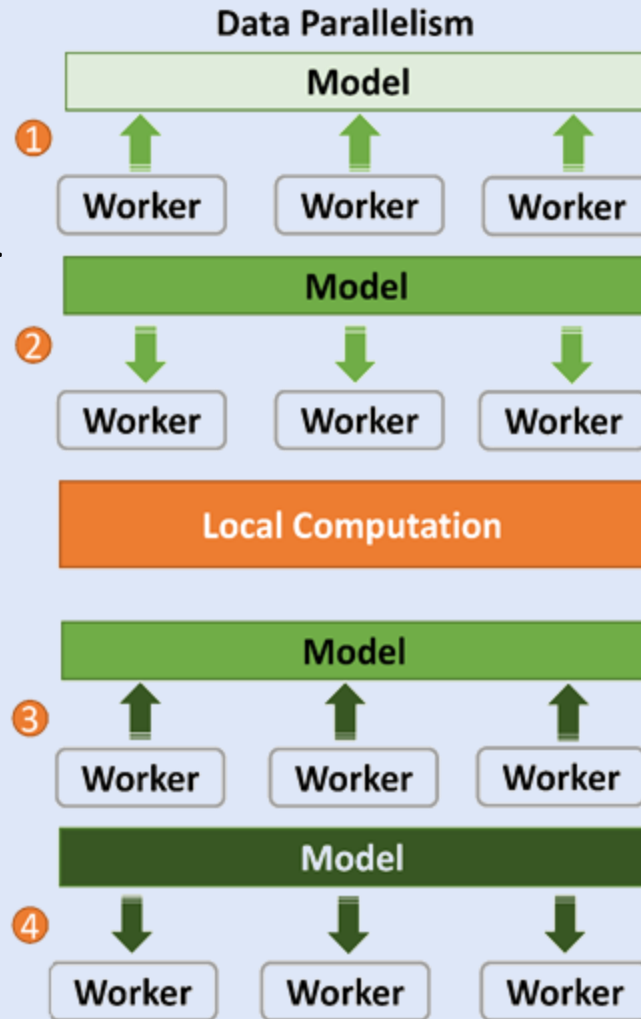 Data Parallelism
Model
1
Worker Worker Worker
Model
2
Worker Worker Worker
Local Computation
Model
3
Worker Worker Worker
Model
4
Worker Worker Worker